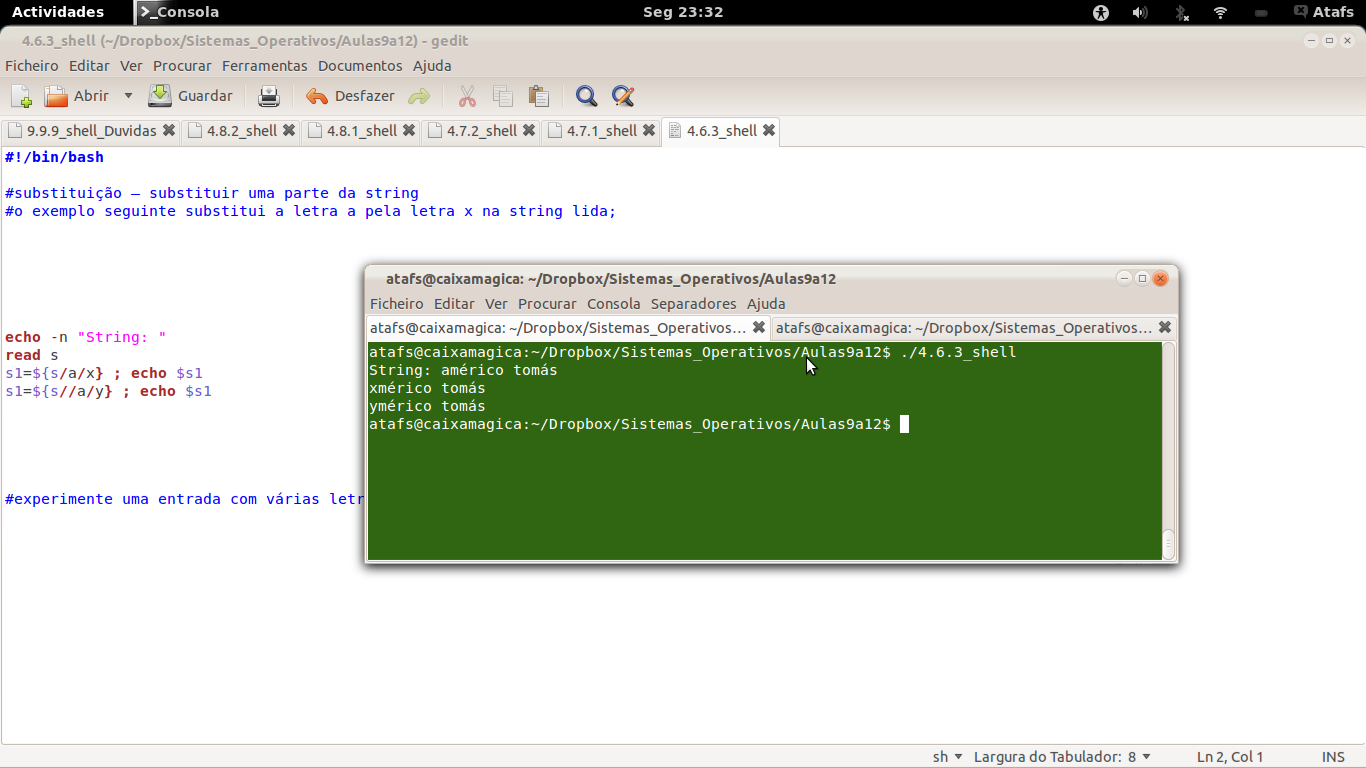 Actividades
>_Consola
Seg 23:32
Atafs
4.6.3_shell (~/Dropbox/Sistemas_Operativos/Aulas9a12) - gedit
Ficheiro Editar Ver Procurar Ferramentas Documentos Ajuda
Abrir Guardar Desfazer
9.9.9_shell_Duvidas 4.8.2_shell 4.8.1_shell 4.7.2_shell 4.7.1_shell 4.6.3_shell
#!/bin/bash
#substituição – substituir uma parte da string
#o exemplo seguinte substitui a letra a pela letra x na string lida;
echo -n "String: "
read s
s1=${s/a/x} ; echo $s1
s1=${s//a/y} ; echo $s1
#experimente uma entrada com várias letr
atafs@caixamagica: ~/Dropbox/Sistemas_Operativos/Aulas9a12
Ficheiro Editar Ver Procurar Consola Separadores Ajuda
atafs@caixamagica: ~/Dropbox/Sistemas_Operativos... atafs@caixamagica: ~/Dropbox/Sistemas_Operativos...
atafs@caixamagica:~/Dropbox/Sistemas_Operativos/Aulas9a12$ ./4.6.3_shell
String: américo tomás
xmérico tomás
ymérico tomás
atafs@caixamagica:~/Dropbox/Sistemas_Operativos/Aulas9a12$
sh Largura do Tabulador: 8 Ln 2, Col 1 INS